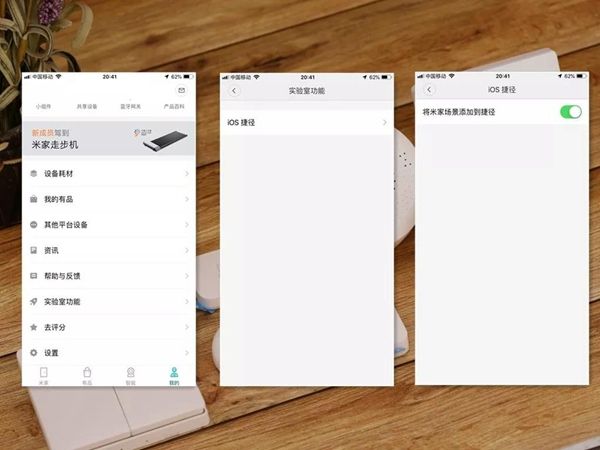 中国移动 20:41 62%
小组件 共享设备 蓝牙网关 产品百科
新成员驾到
米家走步机
设备耗材
我的有品
其他平台设备
资讯
帮助与反馈
实验室功能
去评分
设置
米家 有品 智能 我的
中国移动 20:41 62%
实验室功能
iOS 捷径
中国移动 20:41 62%
iOS 捷径
将米家场景添加到捷径